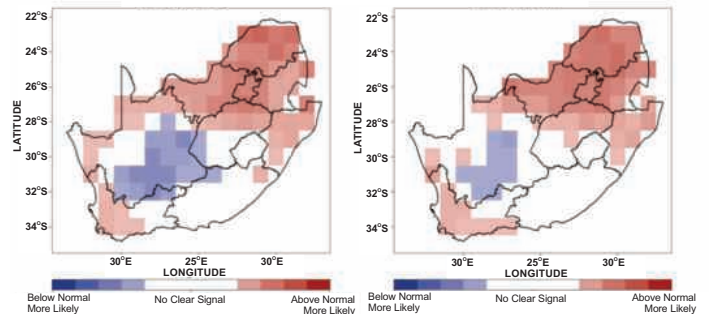 22°S
24°S
26°S
28°S
30°S
32°S
34°S
LATITUDE
30°E
25°E
30°E
LONGITUDE
Below Normal
More Likely
No Clear Signal
Above Normal
More Likely
22°S
24°S
26°S
28°S
30°S
32°S
34°S
LATITUDE
30°E
25°E
30°E
LONGITUDE
Below Normal
More Likely
No Clear Signal
Above Normal
More Likely